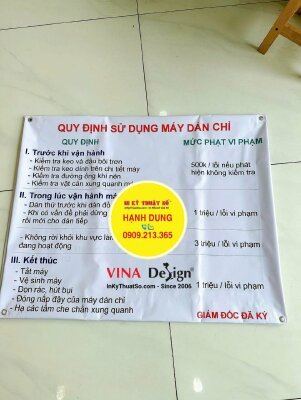 QUY ĐỊNH SỬ DỤNG MÁY DÁN CHỈ
QUY ĐỊNH
MỨC PHẠT VI PHẠM
I. Trước khi vận hành
- Kiểm tra keo và dầu bôi trơn
- Kiểm tra keo dính trên chi tiết máy
- Kiểm tra đường ống khí nén
- Kiểm tra vật cản xung quanh
500k / lỗi nếu phát
hiện không kiểm tra
II. Trong lúc vận hành
- Dán thử trước khi dán
- Khi có vấn đề phải dừng
rồi mới cho dán tiếp
1 triệu / lỗi vi phạm
- Không rời khỏi khu vực
đang hoạt động
3 triệu / lỗi vi phạm
IN KỸ THUẬT SỐ
HẠNH DUNG
0909.213.365
III. Kết thúc
- Tắt máy
- Vệ sinh máy
- Dọn rác, hút bụi
- Đóng nắp đậy của máy dán chỉ
- Hạ các tấm che chắn xung quanh
1 triệu / lỗi vi phạm
VINA Design
InKyThuatSo.com - Since 2006
GIÁM ĐỐC ĐÃ KÝ